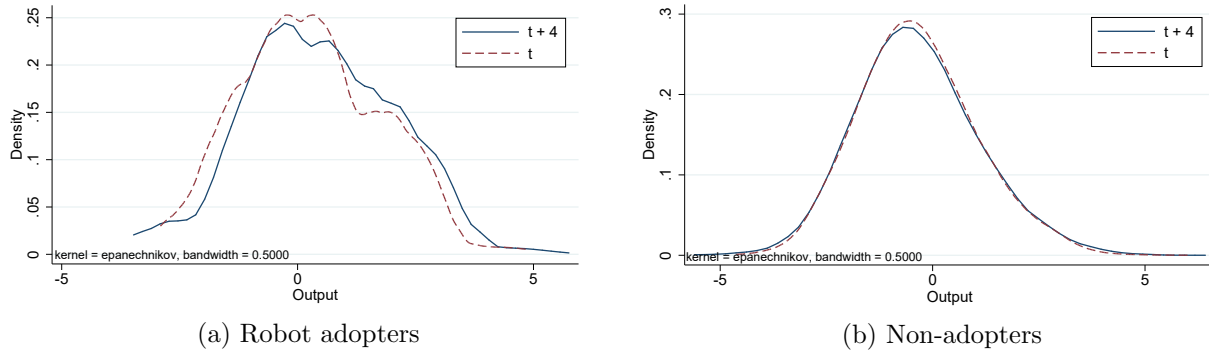 .25
.2
.15
.1
.05
0
Density
-5
0
5
Output
kernel = epanechnikov, bandwidth = 0.5000
t + 4
t
(a) Robot adopters
.3
.2
.1
0
Density
-5
0
5
Output
kernel = epanechnikov, bandwidth = 0.5000
t + 4
t
(b) Non-adopters